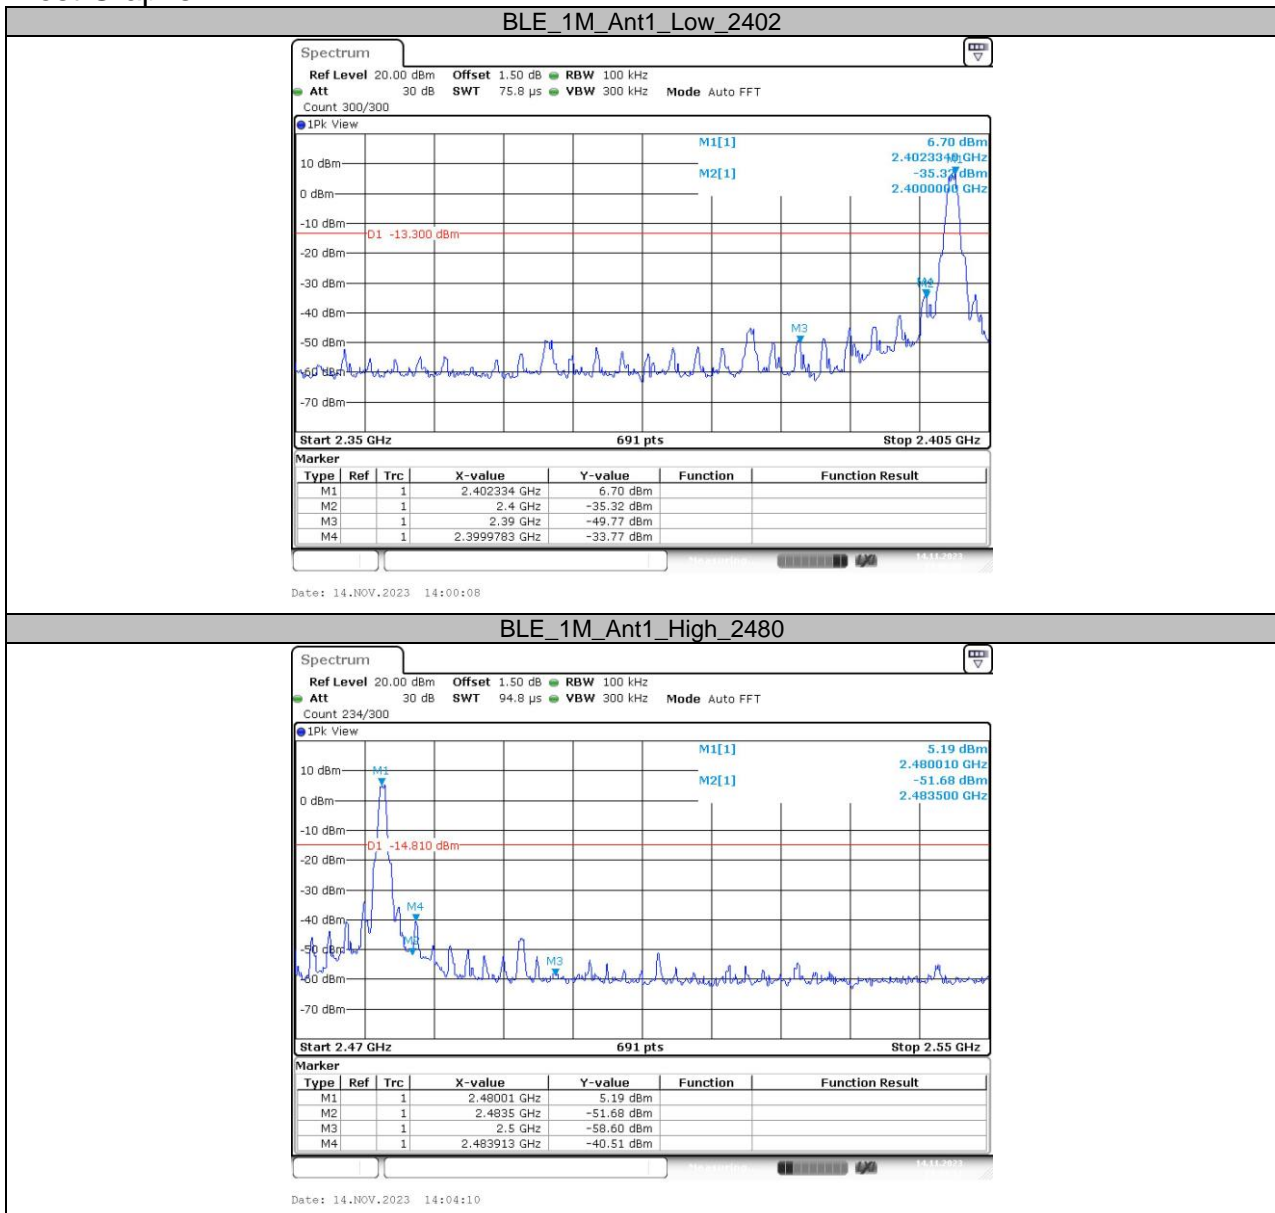 BLE_1M_Ant1_Low_2402
Spectrum
Ref Level 20.00 dBm Offset 1.50 dB RBW 100 kHz
Att 30 dB SWT 75.8 µs VBW 300 kHz Mode Auto FFT
Count 300/300
1Pk View
M1[1] 6.70 dBm
2.4023340 GHz
M2[1] -35.32 dBm
2.4000000 GHz
M1
10 dBm
0 dBm
-10 dBm
D1 -13.300 dBm
-20 dBm
-30 dBm
M2
-40 dBm
M3
-50 dBm
-60 dBm
-70 dBm
Start 2.35 GHz 691 pts Stop 2.405 GHz
Marker
Type Ref Trc X-value Y-value Function Function Result
M1 1 2.402334 GHz 6.70 dBm
M2 1 2.4 GHz -35.32 dBm
M3 1 2.39 GHz -49.77 dBm
M4 1 2.3999783 GHz -33.77 dBm
14.11.2023
Date: 14.NOV.2023 14:00:08
BLE_1M_Ant1_High_2480
Spectrum
Ref Level 20.00 dBm Offset 1.50 dB RBW 100 kHz
Att 30 dB SWT 94.8 µs VBW 300 kHz Mode Auto FFT
Count 234/300
1Pk View
M1[1] 5.19 dBm
2.480010 GHz
M2[1] -51.68 dBm
2.483500 GHz
10 dBm M1
0 dBm
-10 dBm
D1 -14.810 dBm
-20 dBm
-30 dBm
M4
-40 dBm
M2
-50 dBm
M3
-60 dBm
-70 dBm
Start 2.47 GHz 691 pts Stop 2.55 GHz
Marker
Type Ref Trc X-value Y-value Function Function Result
M1 1 2.48001 GHz 5.19 dBm
M2 1 2.4835 GHz -51.68 dBm
M3 1 2.5 GHz -58.60 dBm
M4 1 2.483913 GHz -40.51 dBm
14.11.2023
Date: 14.NOV.2023 14:04:10